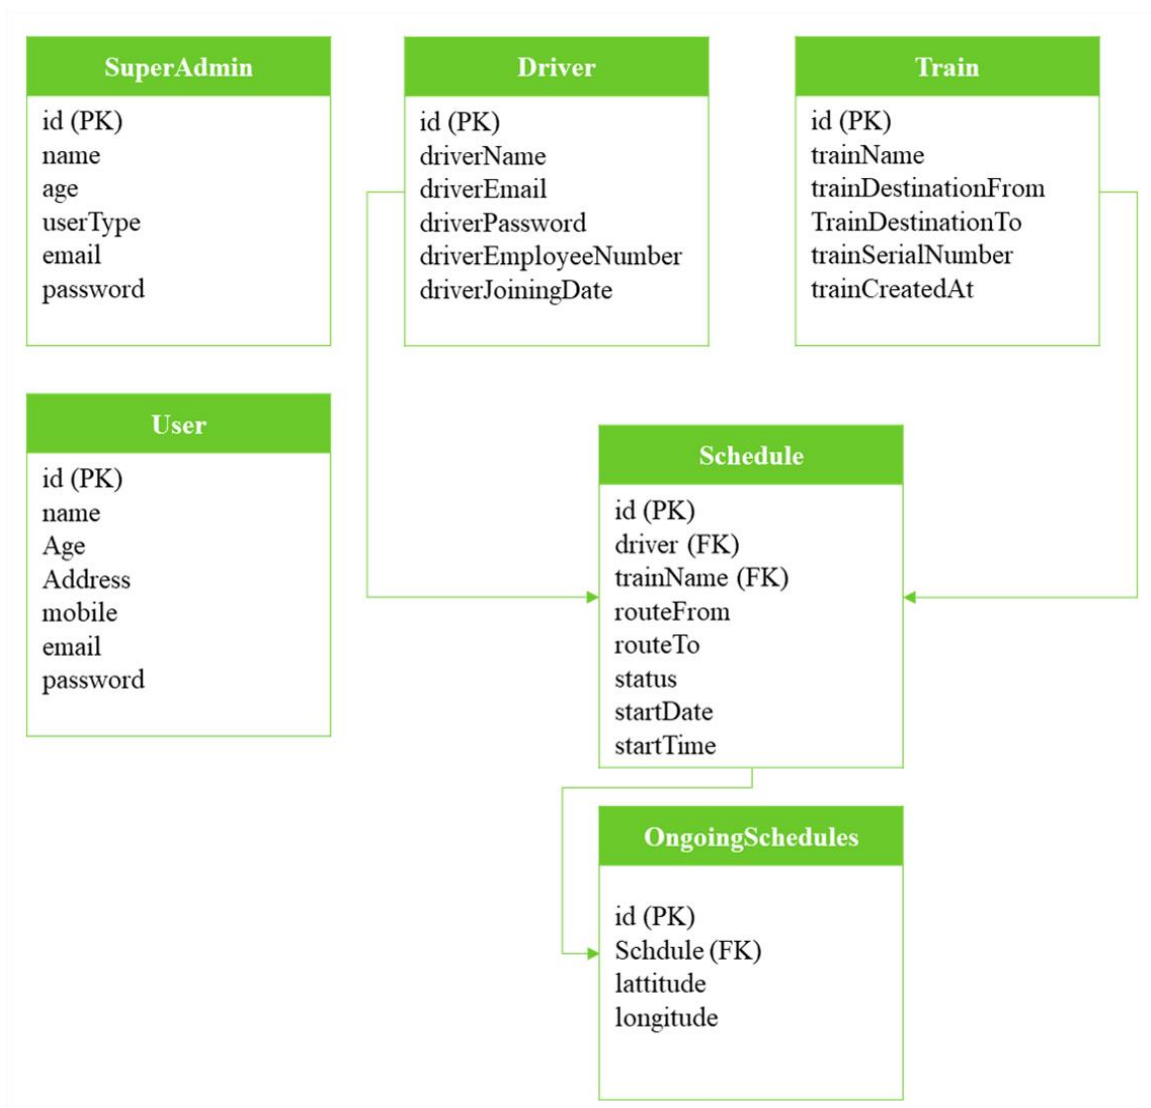 SuperAdmin
id (PK)
name
age
userType
email
password
Driver
id (PK)
driverName
driverEmail
driverPassword
driverEmployeeNumber
driverJoiningDate
Train
id (PK)
trainName
trainDestinationFrom
TrainDestinationTo
trainSerialNumber
trainCreatedAt
User
id (PK)
name
Age
Address
mobile
email
password
Schedule
id (PK)
driver (FK)
trainName (FK)
routeFrom
routeTo
status
startDate
startTime
OngoingSchedules
id (PK)
Schdule (FK)
lattitude
longitude